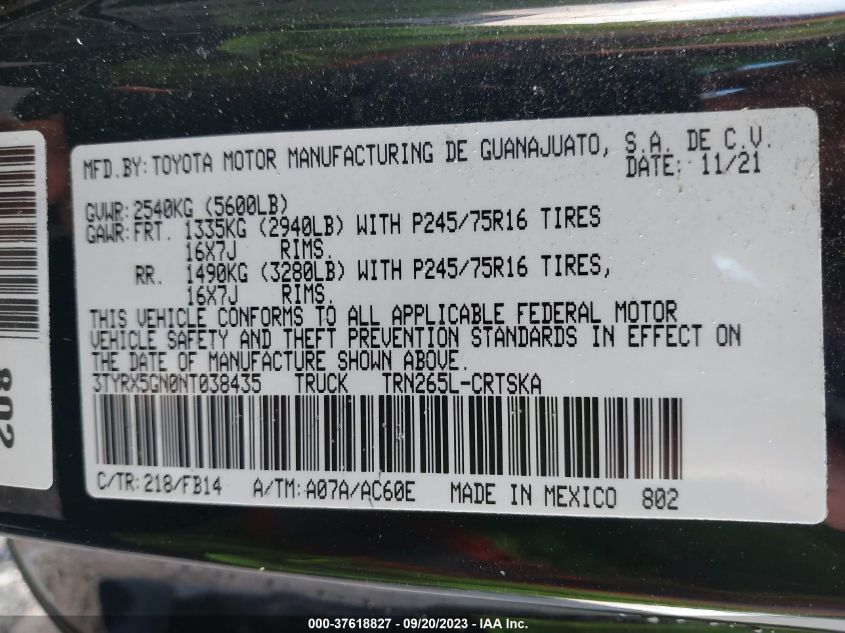 MFD.BY: TOYOTA MOTOR MANUFACTURING DE GUANAJUATO, S.A. DE C.V.
DATE: 11/21
GVWR: 2540KG (5600LB)
GAWR: FRT. 1335KG (2940LB) WITH P245/75R16 TIRES
16X7J RIMS.
RR. 1490KG (3280LB) WITH P245/75R16 TIRES,
16X7J RIMS.
THIS VEHICLE CONFORMS TO ALL APPLICABLE FEDERAL MOTOR
VEHICLE SAFETY AND THEFT PREVENTION STANDARDS IN EFFECT ON
THE DATE OF MANUFACTURE SHOWN ABOVE.
3TYRX5GN0NT038435 TRUCK TRN265L-CRTSKA
C/TR: 218/FB14 A/TM: A07A/AC60E MADE IN MEXICO 802
802
000-37618827 - 09/20/2023 - IAA Inc.